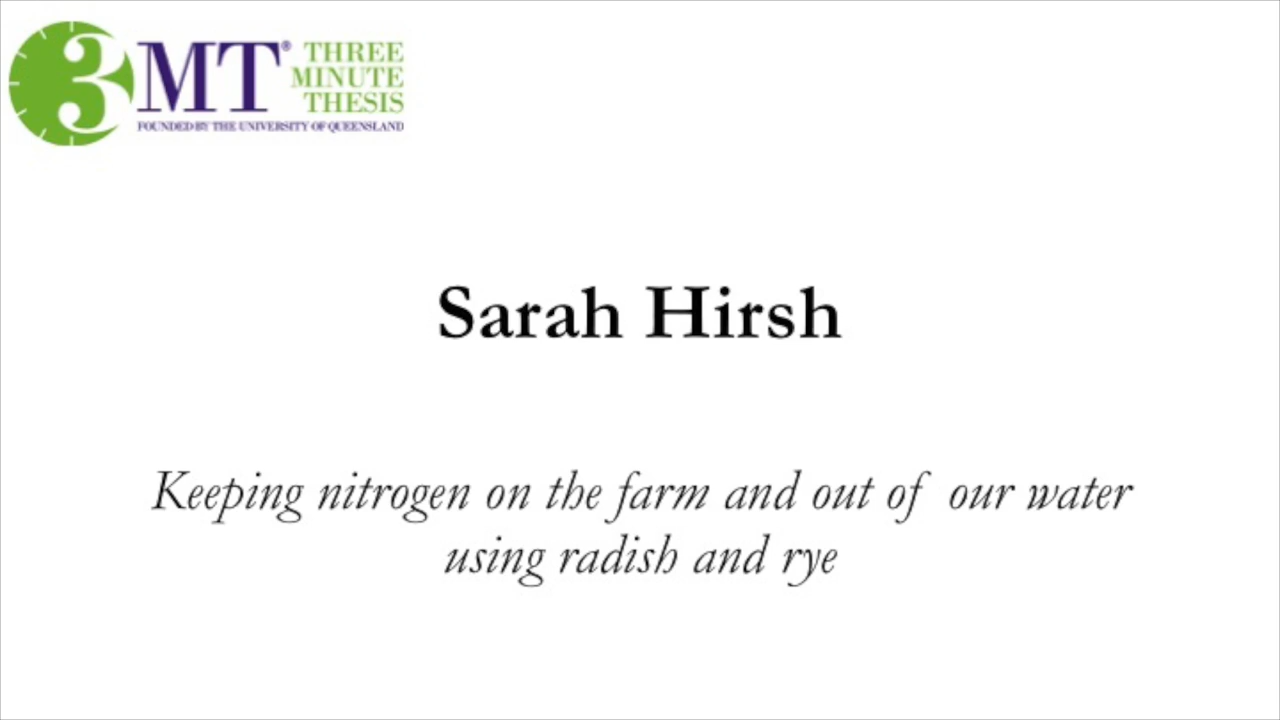 3MT® THREE
MINUTE
THESIS
FOUNDED BY THE UNIVERSITY OF QUEENSLAND
Sarah Hirsh
Keeping nitrogen on the farm and out of our water
using radish and rye